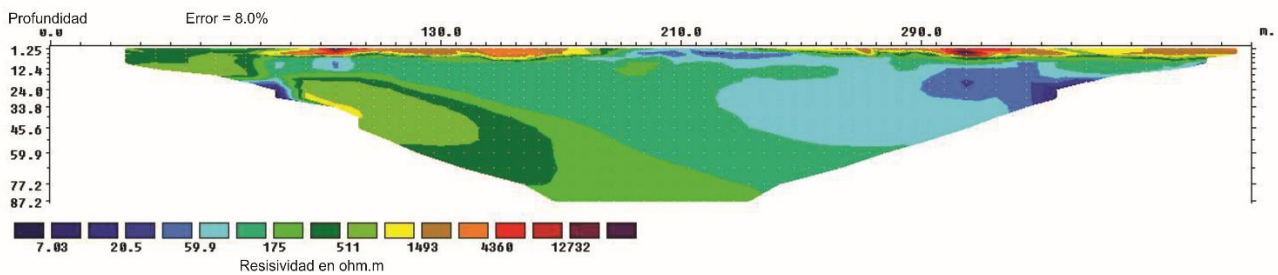 Profundidad Error = 8.0%
0.0 130.0 210.0 290.0 m.
1.25
12.4
24.0
33.8
45.6
59.9
77.2
87.2
7.03 20.5 59.9 175 511 1493 4360 12732
Resisividad en ohm.m